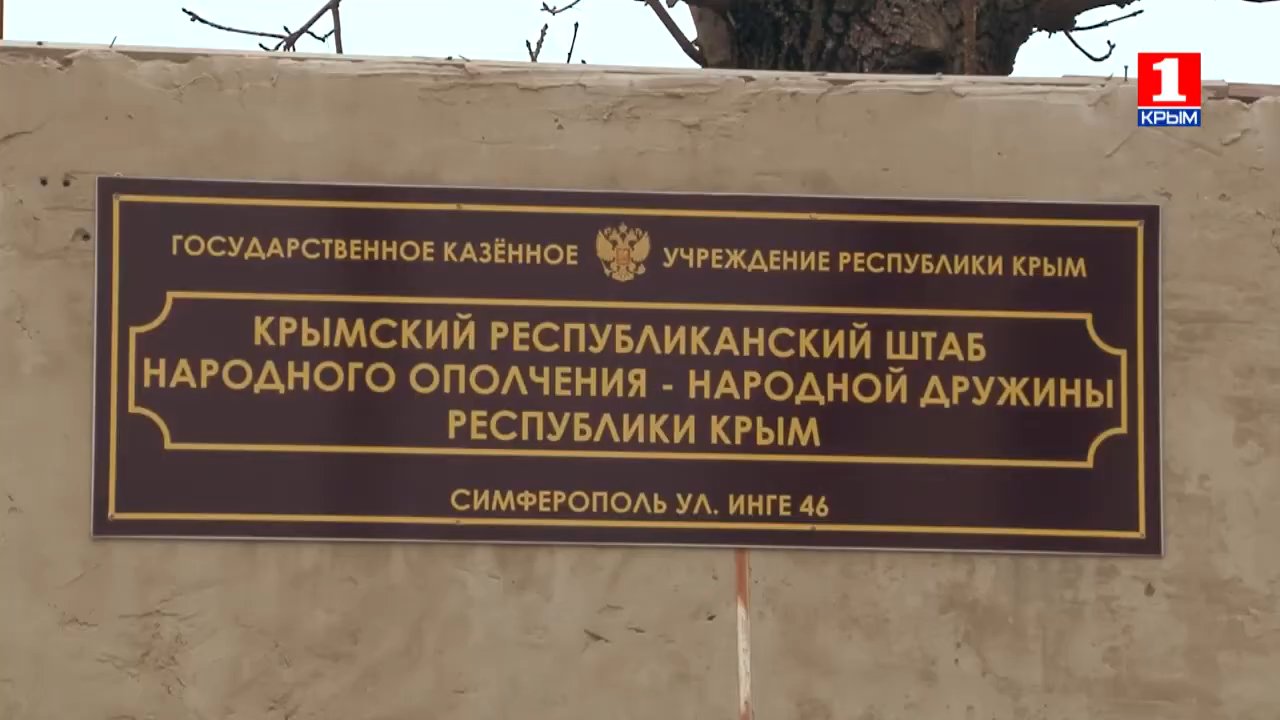 1
КРЫМ
ГОСУДАРСТВЕННОЕ КАЗЁННОЕ УЧРЕЖДЕНИЕ РЕСПУБЛИКИ КРЫМ
КРЫМСКИЙ РЕСПУБЛИКАНСКИЙ ШТАБ
НАРОДНОГО ОПОЛЧЕНИЯ - НАРОДНОЙ ДРУЖИНЫ
РЕСПУБЛИКИ КРЫМ
СИМФЕРОПОЛЬ УЛ. ИНГЕ 46